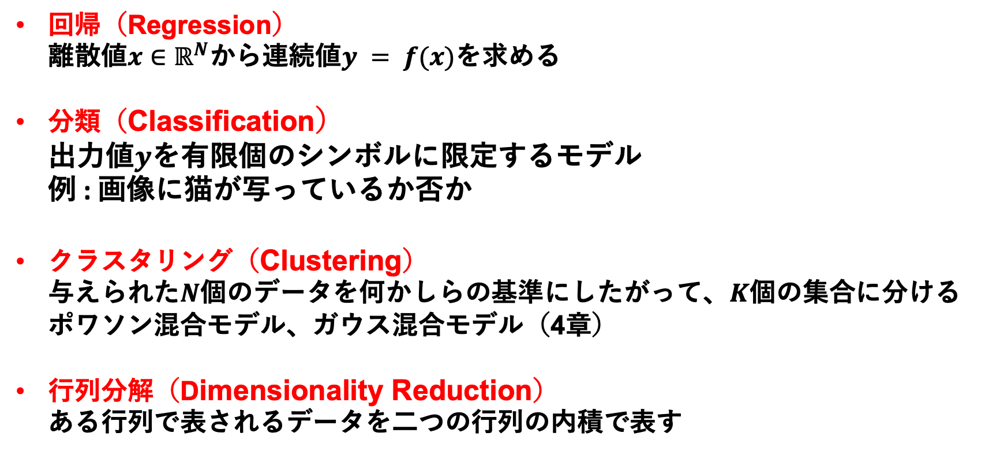 • 回帰（Regression）
離散値x ∈ ℝᴺから連続値y = f(x)を求める
• 分類（Classification）
出力値yを有限個のシンボルに限定するモデル
例 : 画像に猫が写っているか否か
• クラスタリング（Clustering）
与えられたN個のデータを何かしらの基準にしたがって、K個の集合に分ける
ポワソン混合モデル、ガウス混合モデル（4章）
• 行列分解（Dimensionality Reduction）
ある行列で表されるデータを二つの行列の内積で表す